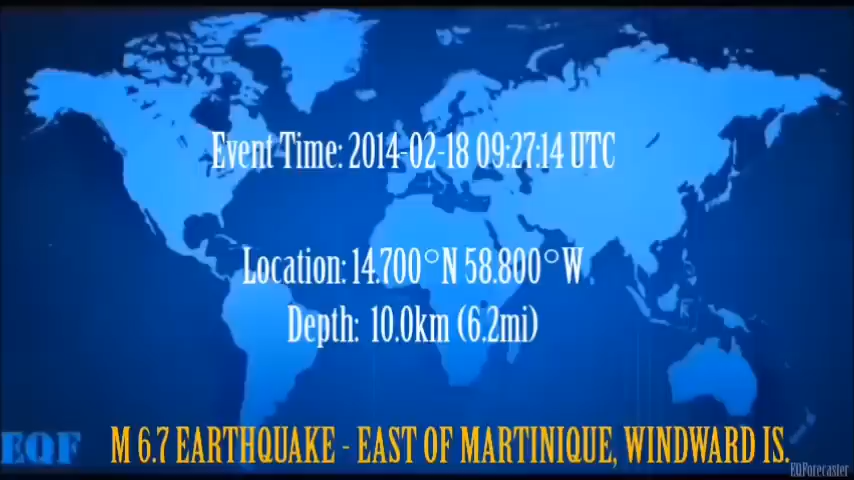 Event Time: 2014-02-18 09:27:14 UTC
Location: 14.700°N 58.800°W
Depth: 10.0km (6.2mi)
EQF M 6.7 EARTHQUAKE - EAST OF MARTINIQUE, WINDWARD IS.
EQForecaster